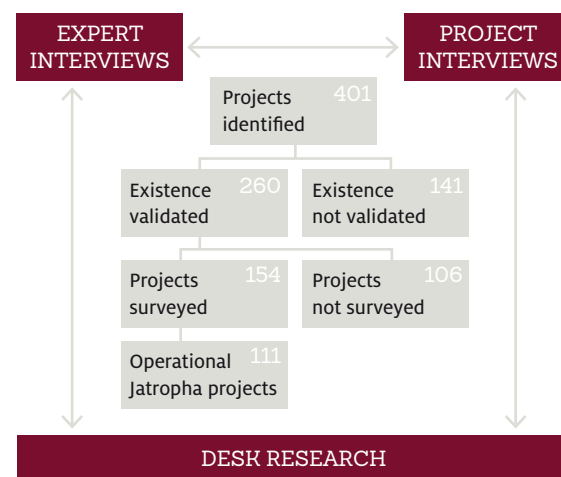 EXPERT
INTERVIEWS
PROJECT
INTERVIEWS
Projects 401
identified
Existence 260
validated
Existence 141
not validated
Projects 154
surveyed
Projects 106
not surveyed
Operational 111
Jatropha projects
DESK RESEARCH